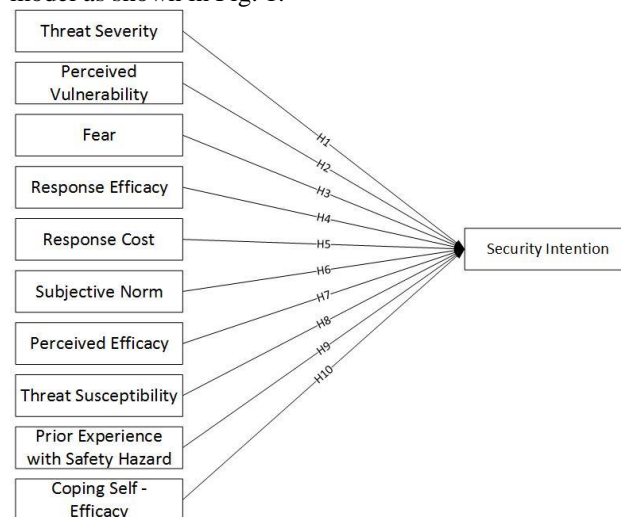 model as shown in Fig. 1.
Threat Severity
Perceived
Vulnerability
Fear
Response Efficacy
Response Cost
Subjective Norm
Perceived Efficacy
Threat Susceptibility
Prior Experience
with Safety Hazard
Coping Self -
Efficacy
H1
H2
H3
H4
H5
H6
H7
H8
H9
H10
Security Intention